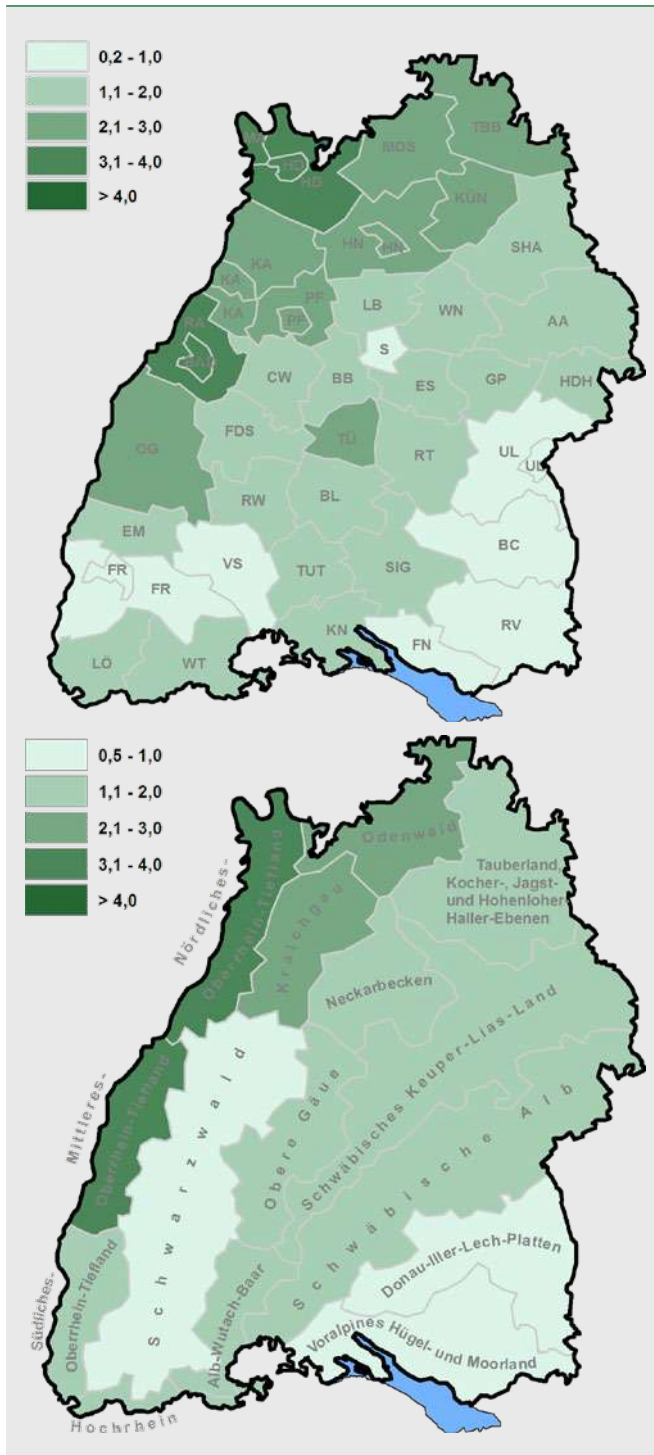 0,2 - 1,0
1,1 - 2,0
2,1 - 3,0
3,1 - 4,0
> 4,0
MA
HD
HD
MOS
TBB
KÜN
HN
HN
SHA
KA
KA
KA
PF
PF
LB
WN
AA
RA
BAD
S
CW
BB
ES
GP
HDH
OG
FDS
TÜ
RT
UL
UL
RW
BL
EM
BC
FR
FR
VS
TUT
SIG
KN
FN
RV
LÖ
WT
0,5 - 1,0
1,1 - 2,0
2,1 - 3,0
3,1 - 4,0
> 4,0
Nördliches-
Oberrhein-Tiefland
Odenwald
Kraichgau
Tauberland,
Kocher-, Jagst-
und Hohenloher
Haller-Ebenen
Neckarbecken
Mittleres-
Oberrhein-Tiefland
Schwarzwald
Obere Gäue
Schwäbisches Keuper-Lias-Land
Schwäbische Alb
Südliches-
Oberrhein-Tiefland
Alb-Wutach-Baar
Donau-Iller-Lech-Platten
Voralpines Hügel- und Moorland
Hochrhein